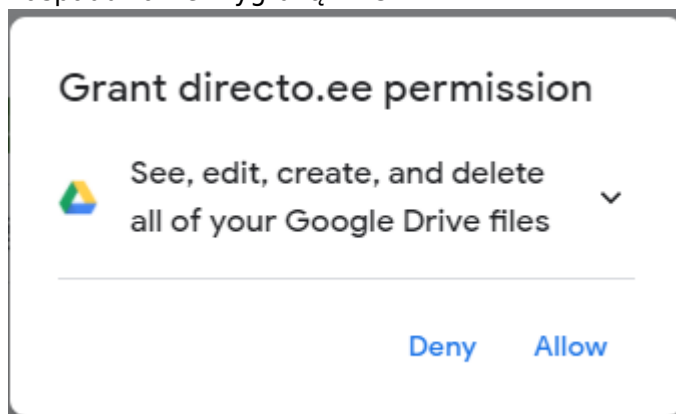 Grant directo.ee permission
See, edit, create, and delete
all of your Google Drive files
Deny Allow